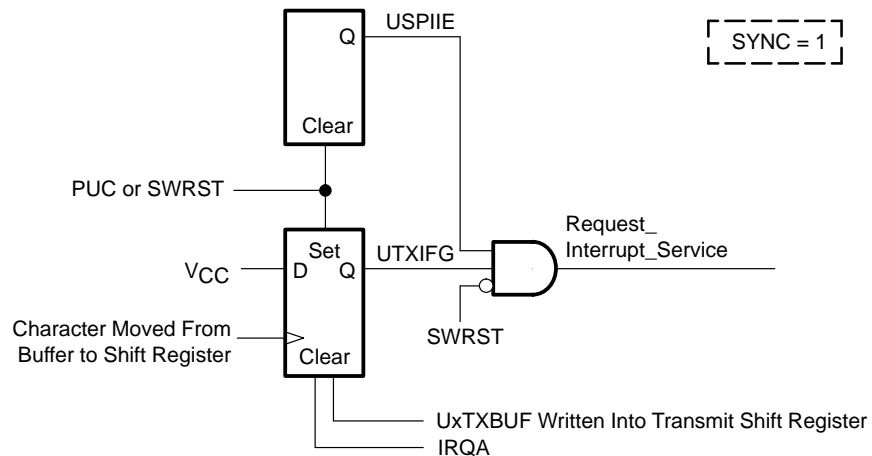 USPIIE
SYNC = 1
Q
Clear
PUC or SWRST
Set
UTXIFG
Request_
Interrupt_Service
VCC
D
Q
Character Moved From
Buffer to Shift Register
SWRST
Clear
UxTXBUF Written Into Transmit Shift Register
IRQA